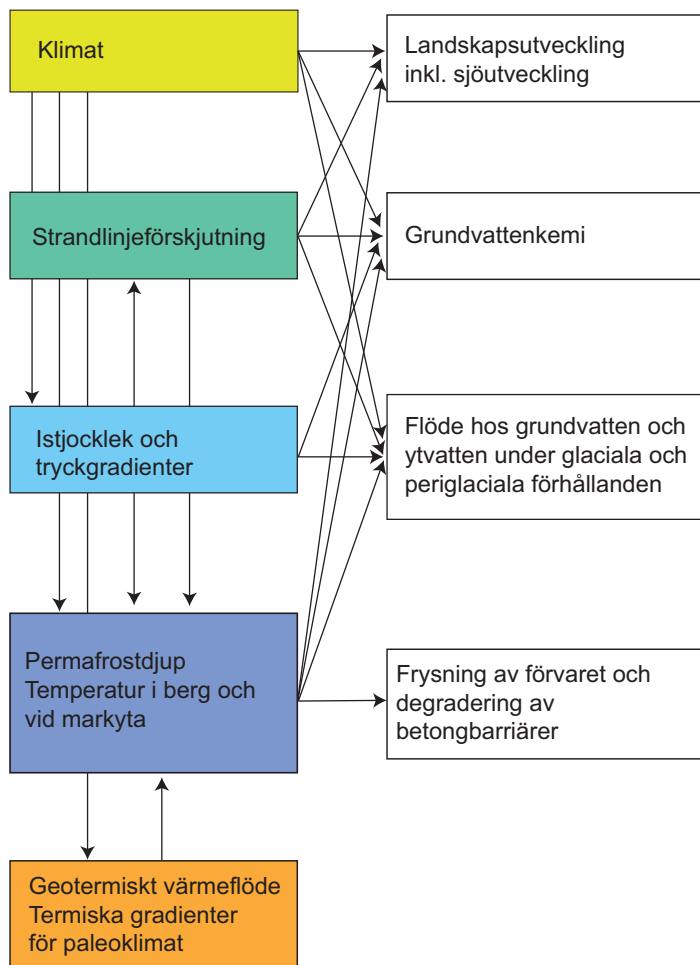 Klimat
Strandlinjeförskjutning
Istjocklek och
tryckgradienter
Permafrostdjup
Temperatur i berg och
vid markyta
Geotermiskt värmeflöde
Termiska gradienter
för paleoklimat
Landskapsutveckling
inkl. sjöutveckling
Grundvattenkemi
Flöde hos grundvatten och
ytvatten under glaciala och
periglaciala förhållanden
Frysning av förvaret och
degradering av
betongbarriärer